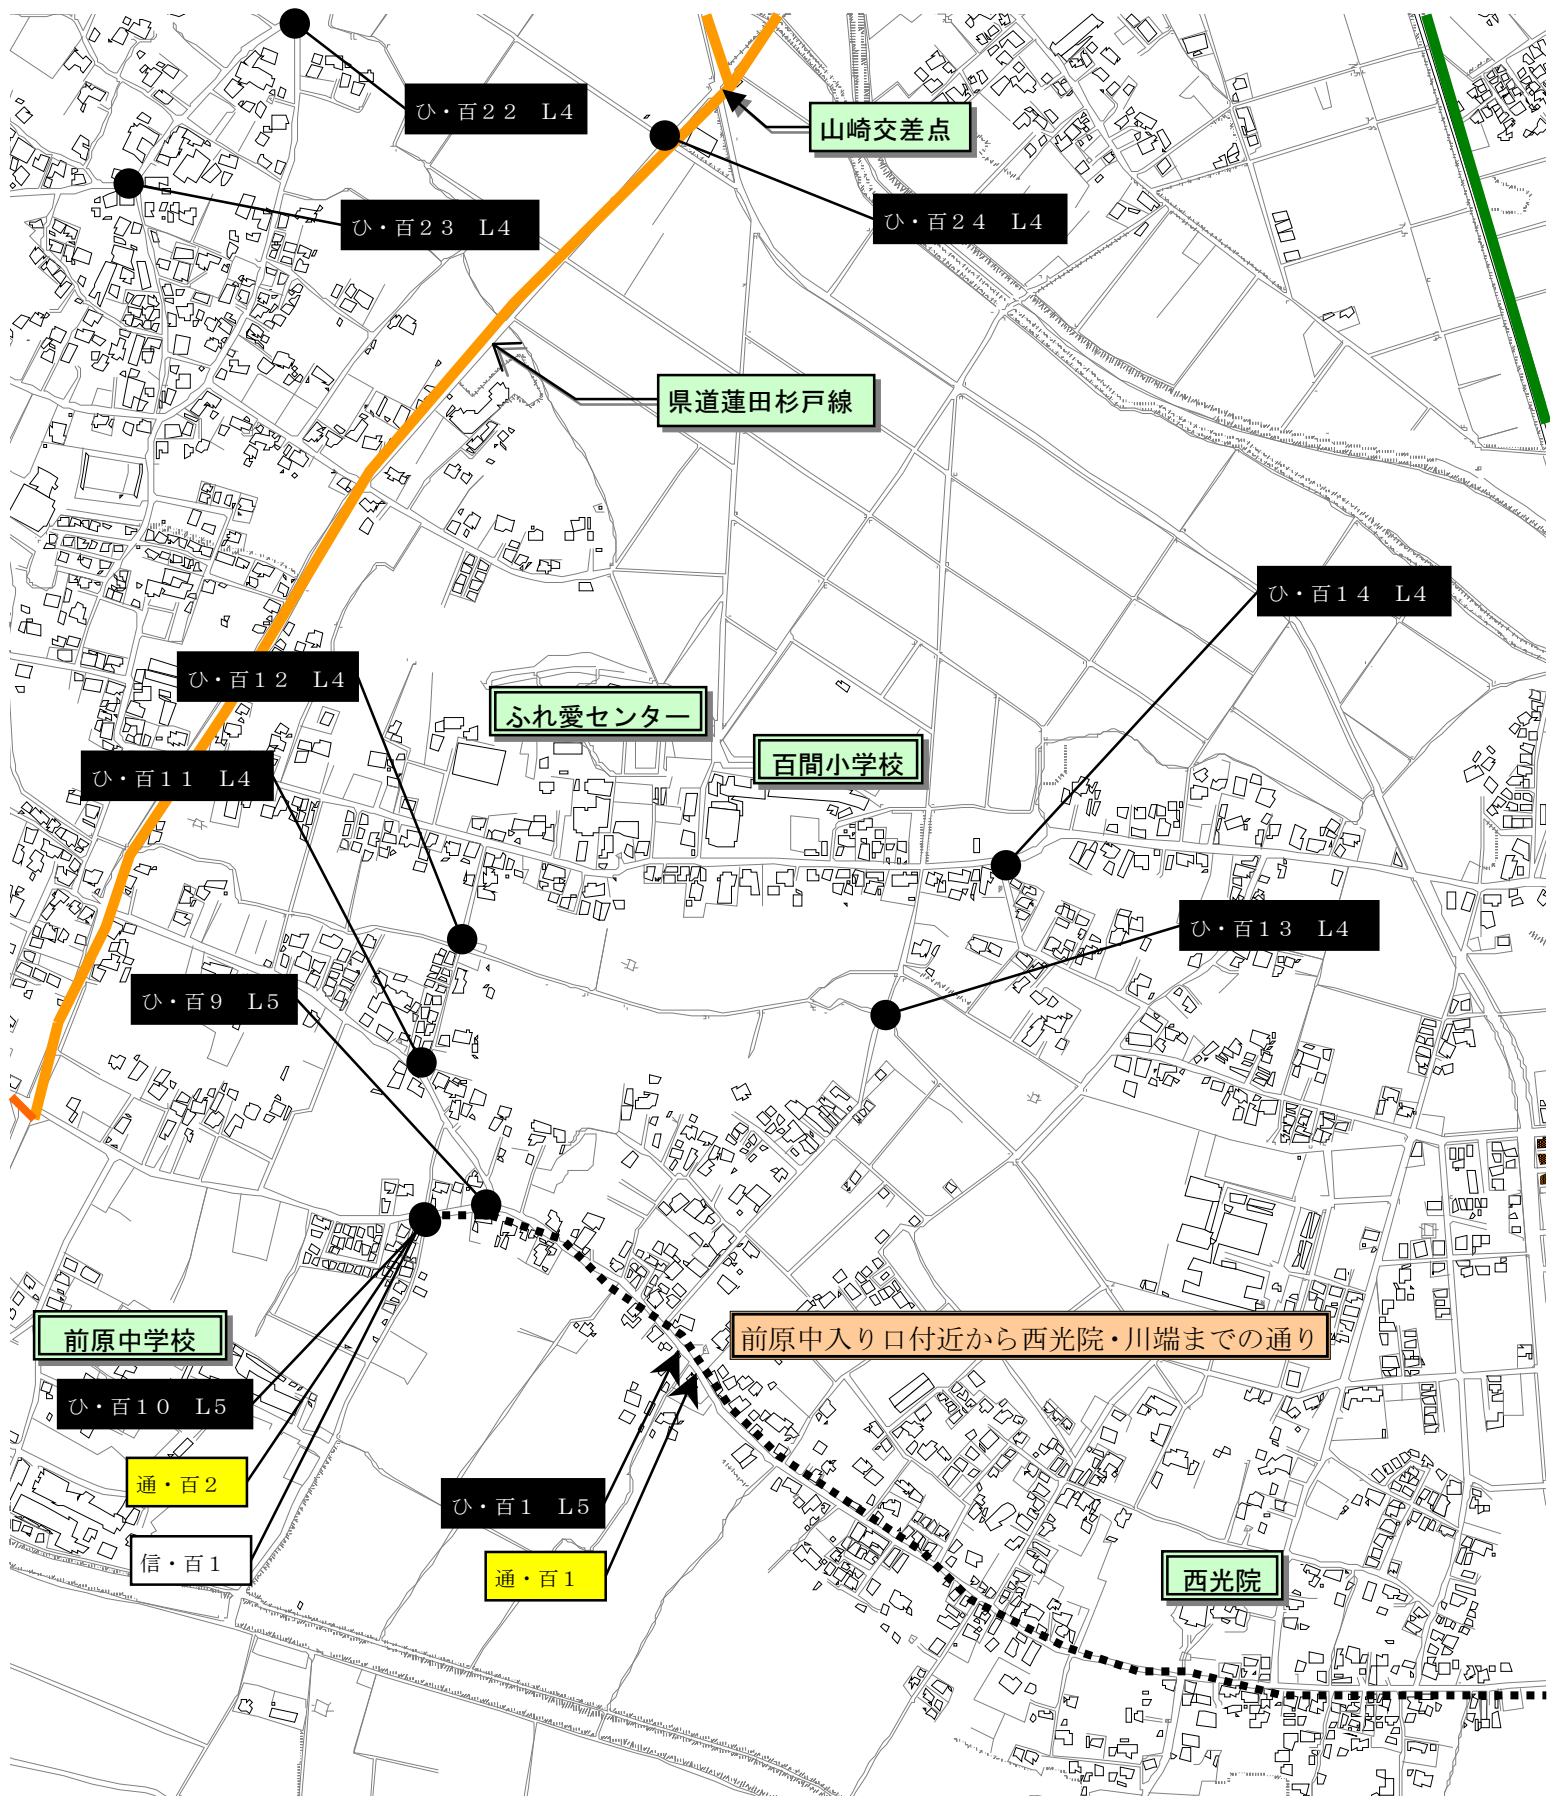 ひ・百２２　L４
山崎交差点
ひ・百２３　L４
ひ・百２４　L４
県道蓮田杉戸線
ひ・百１４　L４
ひ・百１２　L４
ふれ愛センター
百間小学校
ひ・百１１　L４
ひ・百１３　L４
ひ・百９　L５
前原中学校
前原中入り口付近から西光院・川端までの通り
ひ・百１０　L５
通・百２
ひ・百１　L５
信・百１
通・百１
西光院